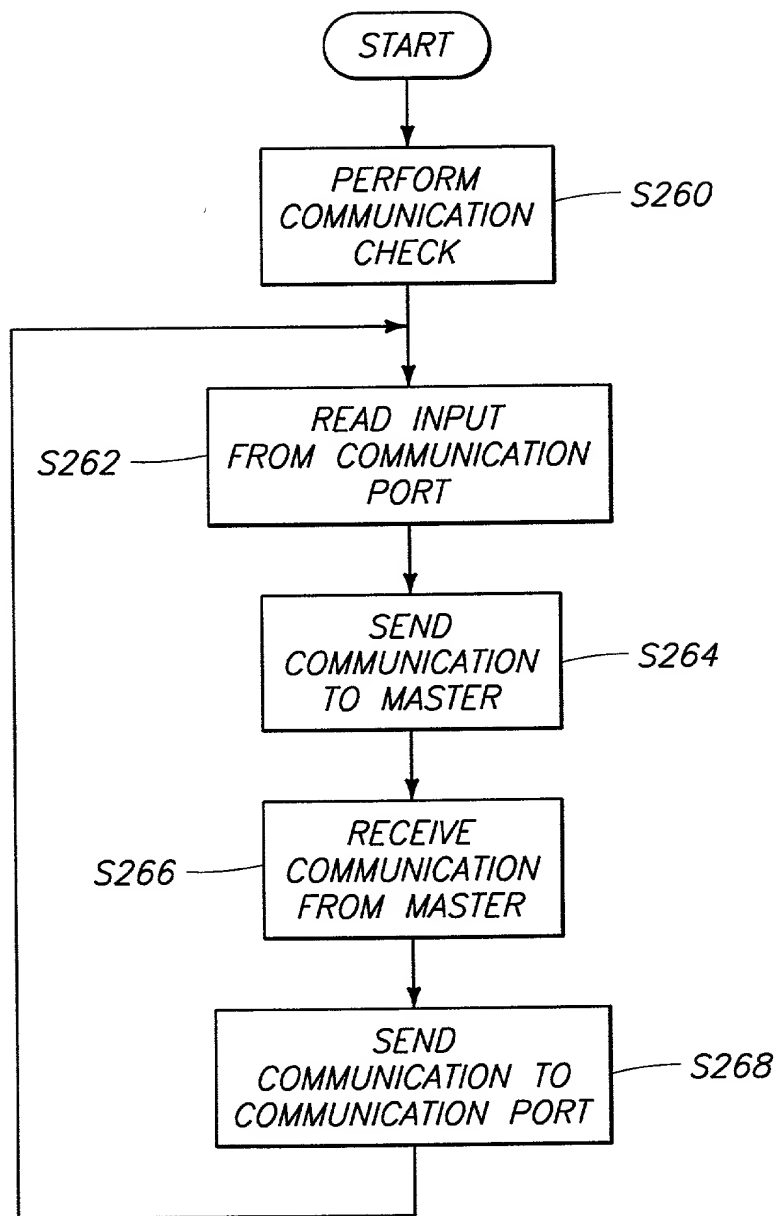 START
PERFORM
COMMUNICATION
CHECK
S260
READ INPUT
FROM COMMUNICATION
PORT
S262
SEND
COMMUNICATION
TO MASTER
S264
RECEIVE
COMMUNICATION
FROM MASTER
S266
SEND
COMMUNICATION TO
COMMUNICATION PORT
S268